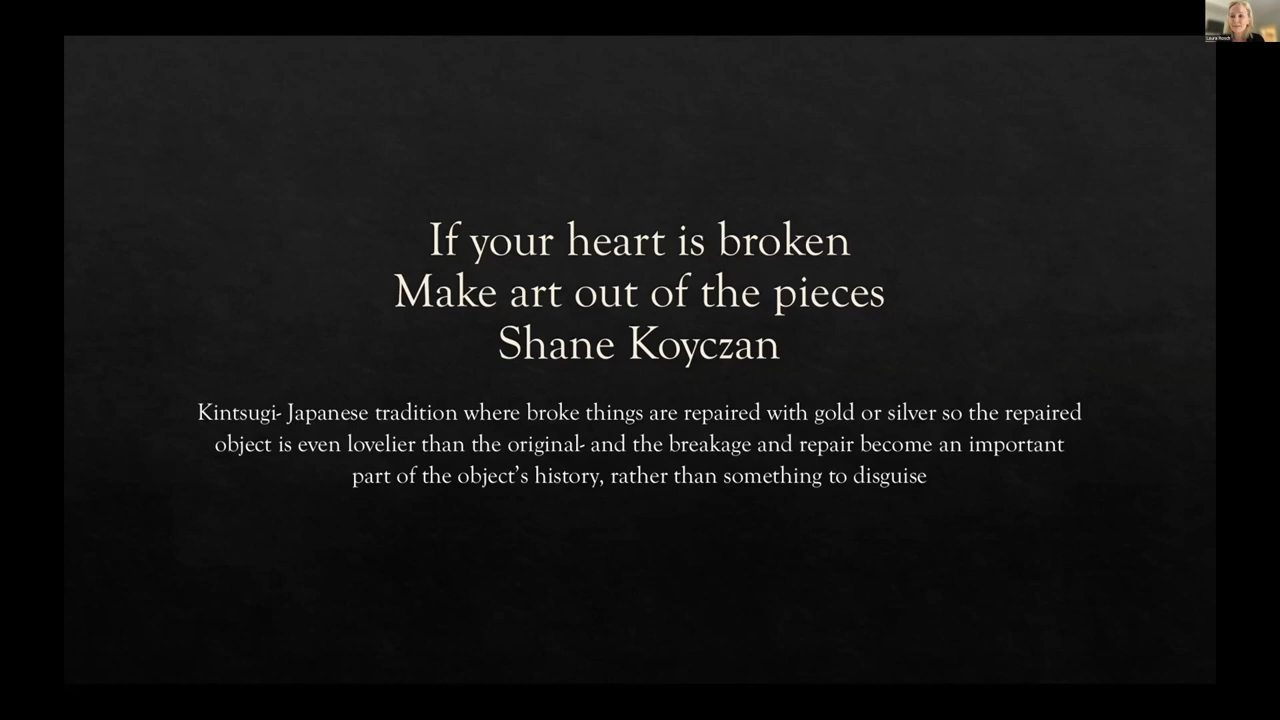 If your heart is broken
Make art out of the pieces
Shane Koyczan
Kintsugi- Japanese tradition where broke things are repaired with gold or silver so the repaired
object is even lovelier than the original- and the breakage and repair become an important
part of the object's history, rather than something to disguise